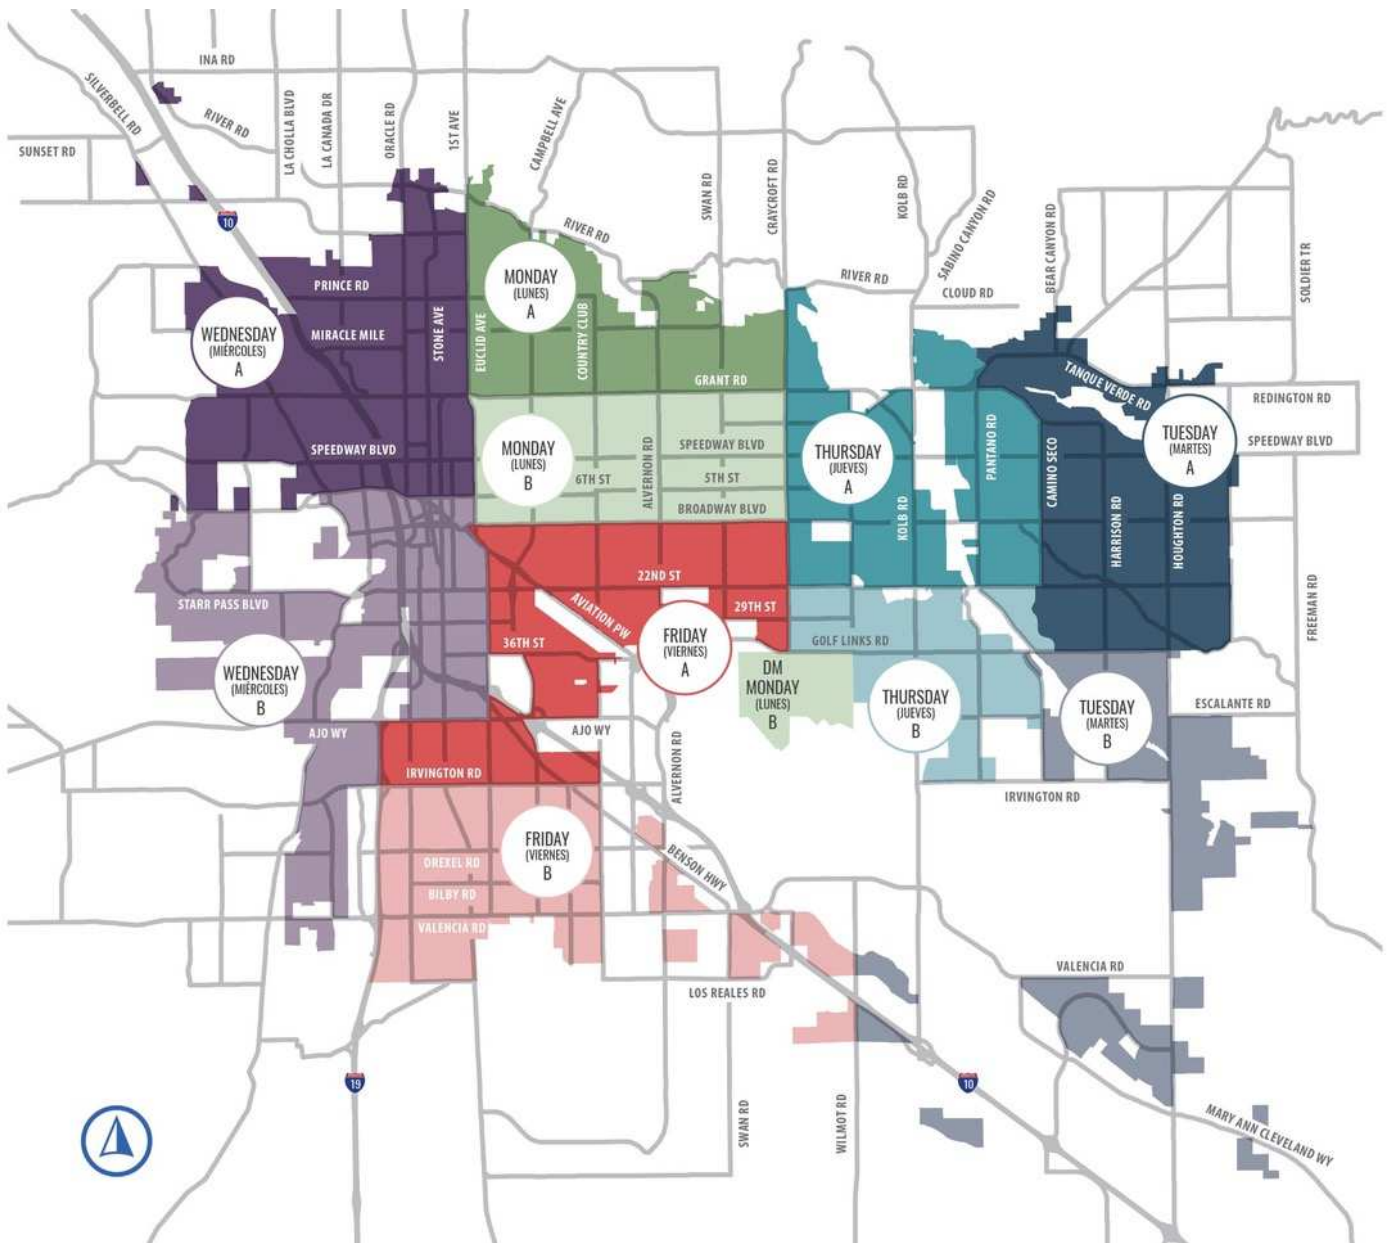 INA RD
SILVERBELL RD
RIVER RD
LA CHOLLA BLVD
LA CANADA DR
ORACLE RD
1ST AVE
CAMPBELL AVE
SUNSET RD
SWAN RD
CRAYCROFT RD
KOLB RD
SABINO CANYON RD
BEAR CANYON RD
SOLDIER TR
10
RIVER RD
RIVER RD
CLOUD RD
MONDAY
(LUNES)
A
PRINCE RD
MIRACLE MILE
STONE AVE
EUCLID AVE
COUNTRY CLUB
WEDNESDAY
(MIÉRCOLES)
A
GRANT RD
TANQUE VERDE RD
REDINGTON RD
SPEEDWAY BLVD
SPEEDWAY BLVD
SPEEDWAY BLVD
MONDAY
(LUNES)
B
6TH ST
5TH ST
ALVERNON RD
BROADWAY BLVD
THURSDAY
(JUEVES)
A
KOLB RD
PANTANO RD
CAMINO SECO
HARRISON RD
HOUGHTON RD
TUESDAY
(MARTES)
A
22ND ST
STARR PASS BLVD
AVIATION PW
29TH ST
36TH ST
GOLF LINKS RD
FREEMAN RD
FRIDAY
(VIERNES)
A
WEDNESDAY
(MIÉRCOLES)
B
DM
MONDAY
(LUNES)
B
THURSDAY
(JUEVES)
B
TUESDAY
(MARTES)
B
ESCALANTE RD
AJO WY
AJO WY
IRVINGTON RD
ALVERNON RD
IRVINGTON RD
FRIDAY
(VIERNES)
B
DREXEL RD
BILBY RD
VALENCIA RD
BENSON HWY
VALENCIA RD
LOS REALES RD
19
10
SWAN RD
WILMOT RD
MARY ANN CLEVELAND WY